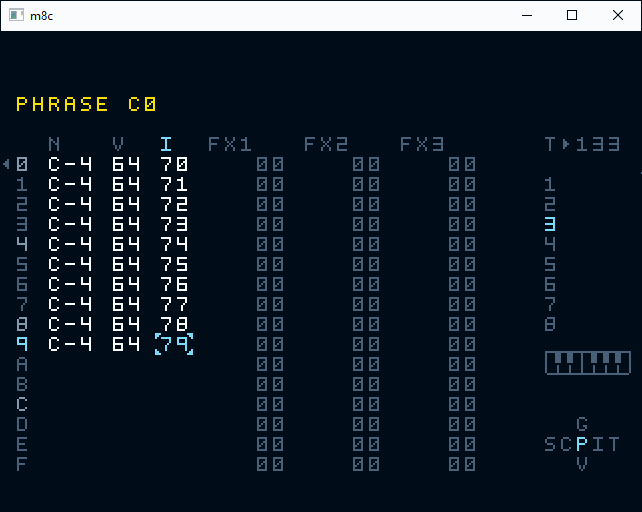 m8c
PHRASE C0
N V I FX1 FX2 FX3 T▸133
0 C-4 64 70 00 00 00
1 C-4 64 71 00 00 00 1
2 C-4 64 72 00 00 00 2
3 C-4 64 73 00 00 00 3
4 C-4 64 74 00 00 00 4
5 C-4 64 75 00 00 00 5
6 C-4 64 76 00 00 00 6
7 C-4 64 77 00 00 00 7
8 C-4 64 78 00 00 00 8
9 C-4 64 79 00 00 00
A 00 00 00
B 00 00 00
C 00 00 00
D 00 00 00 G
E 00 00 00 SCPIT
F 00 00 00 V